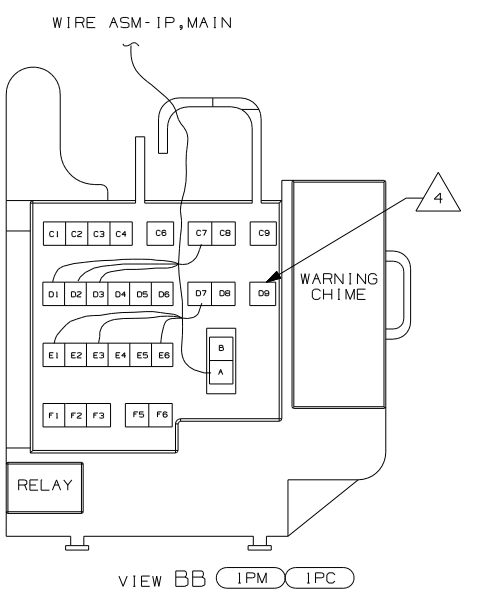 WIRE ASM-IP,MAIN
4
C1 C2 C3 C4 C6 C7 C8 C9
WARNING
CHIME
D1 D2 D3 D4 D5 D6 D7 D8 D9
B
E1 E2 E3 E4 E5 E6
A
F1 F2 F3 F5 F6
RELAY
VIEW BB 1PM 1PC